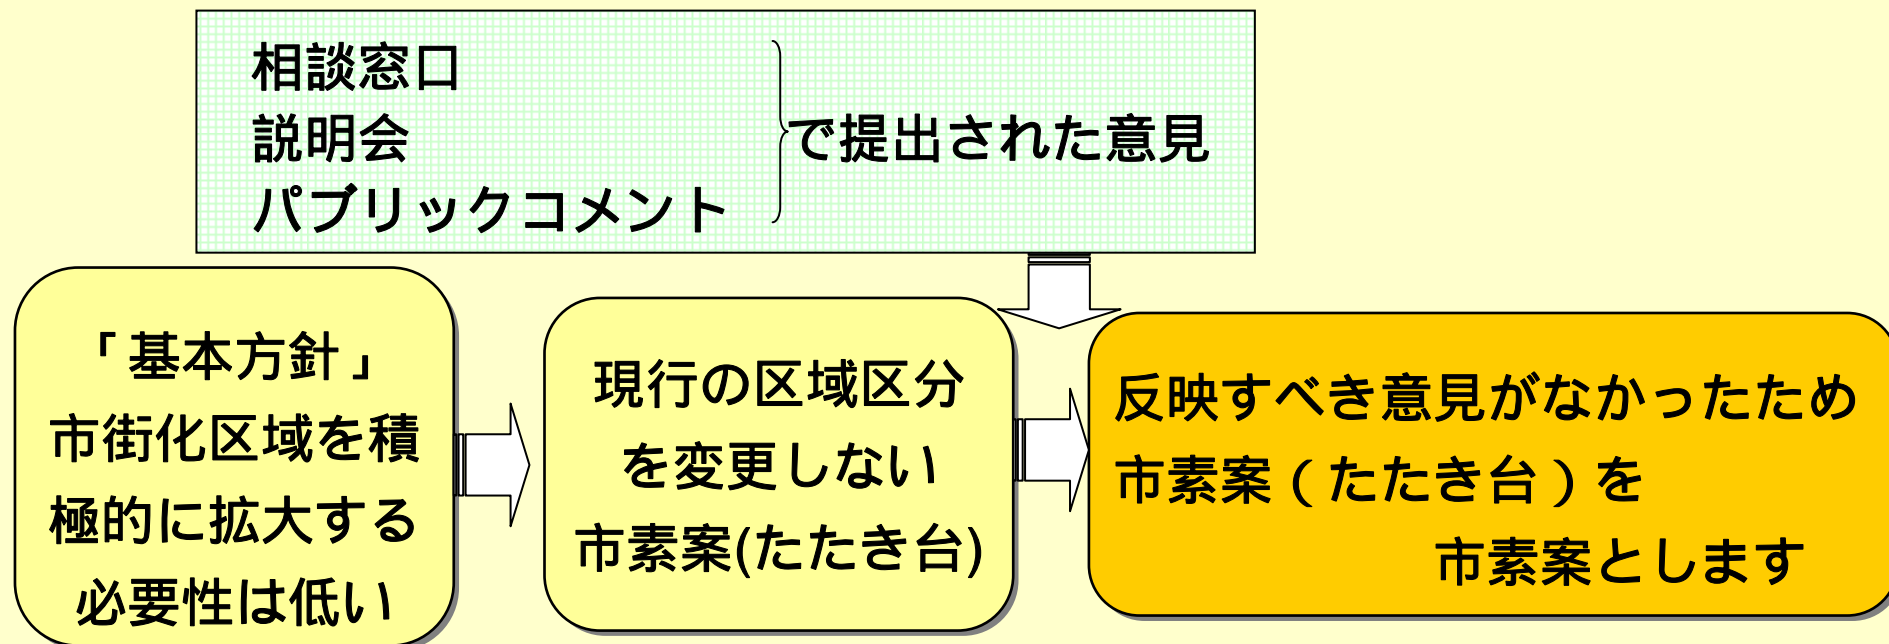 相談窓口
説明会
パブリックコメント
で提出された意見
「基本方針」
市街化区域を積
極的に拡大する
必要性は低い
現行の区域区分
を変更しない
市素案(たたき台)
反映すべき意見がなかったため
市素案（たたき台）を
市素案とします